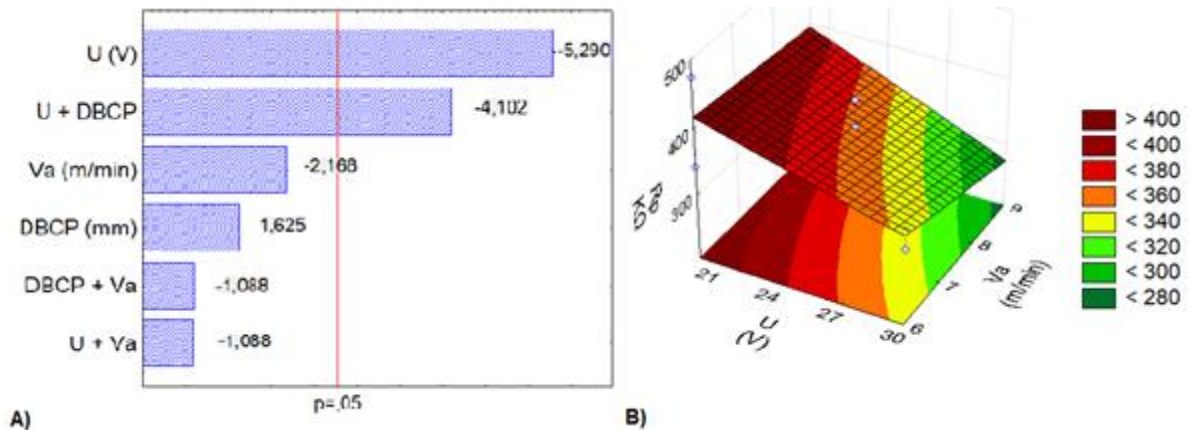 U (V)
-5,290
U + DBCP
-4,102
Va (m/min)
-2,168
DBCP (mm)
1,625
DBCP + Va
-1,088
U + Va
-1,088
p=,05
A)
500
400
300
21
24
27
30
U
(V)
6
7
8
9
Va
(m/min)
> 400
< 400
< 380
< 360
< 340
< 320
< 300
< 280
B)